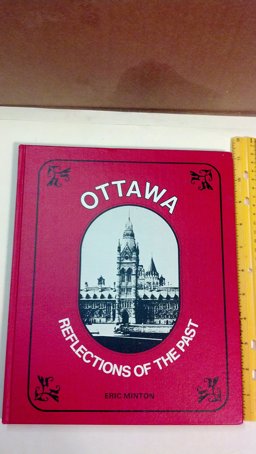 OTTAWA
REFLECTIONS OF THE PAST
ERIC MINTON